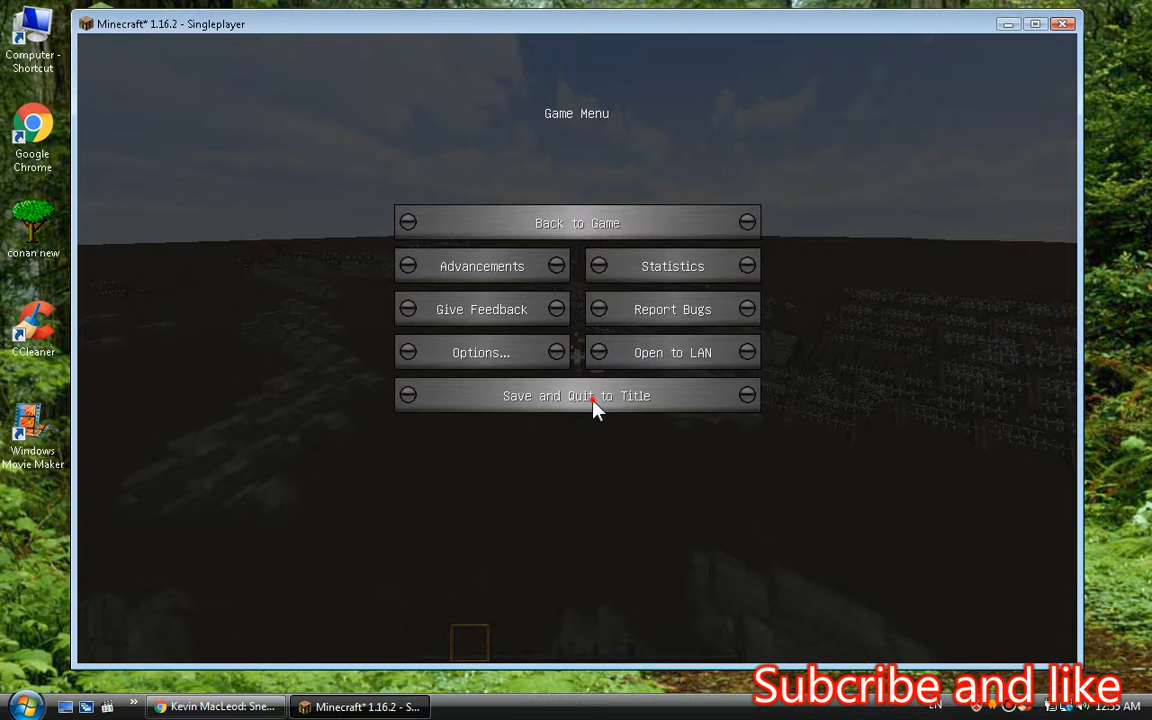 Minecraft* 1.16.2 - Singleplayer
Computer - Shortcut
Google Chrome
conan new
CCleaner
Windows Movie Maker
Game Menu
Back to Game
Advancements
Statistics
Give Feedback
Report Bugs
Options...
Open to LAN
Save and Quit to Title
Subcribe and like
»
Kevin MacLeod: Sne...
Minecraft* 1.16.2 - S...
EN
12:53 AM